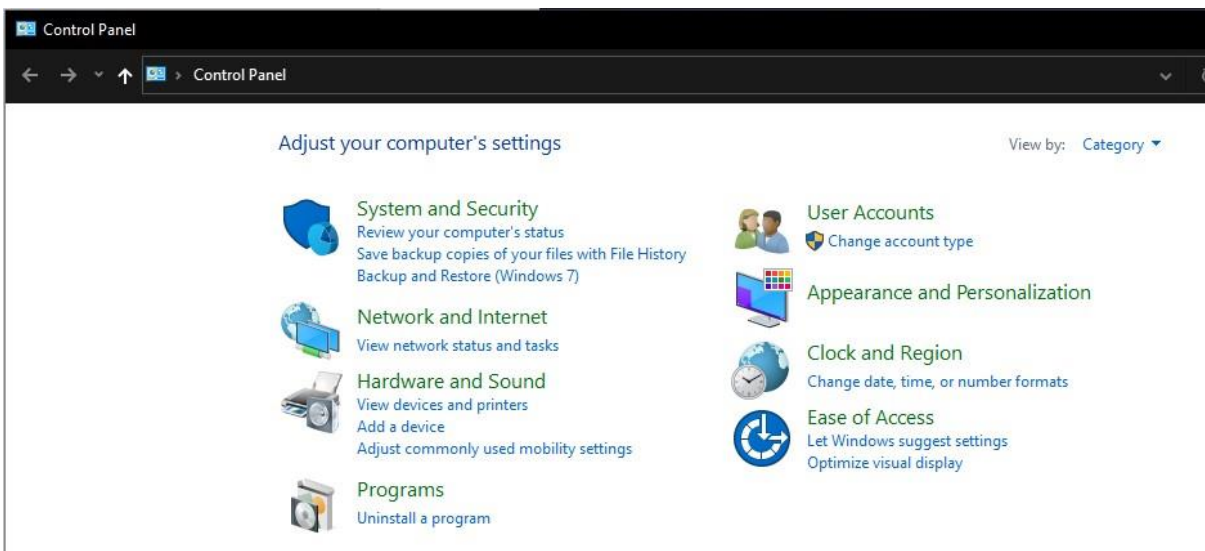 Control Panel
Control Panel
Adjust your computer's settings
View by: Category
System and Security
Review your computer's status
Save backup copies of your files with File History
Backup and Restore (Windows 7)
Network and Internet
View network status and tasks
Hardware and Sound
View devices and printers
Add a device
Adjust commonly used mobility settings
Programs
Uninstall a program
User Accounts
Change account type
Appearance and Personalization
Clock and Region
Change date, time, or number formats
Ease of Access
Let Windows suggest settings
Optimize visual display